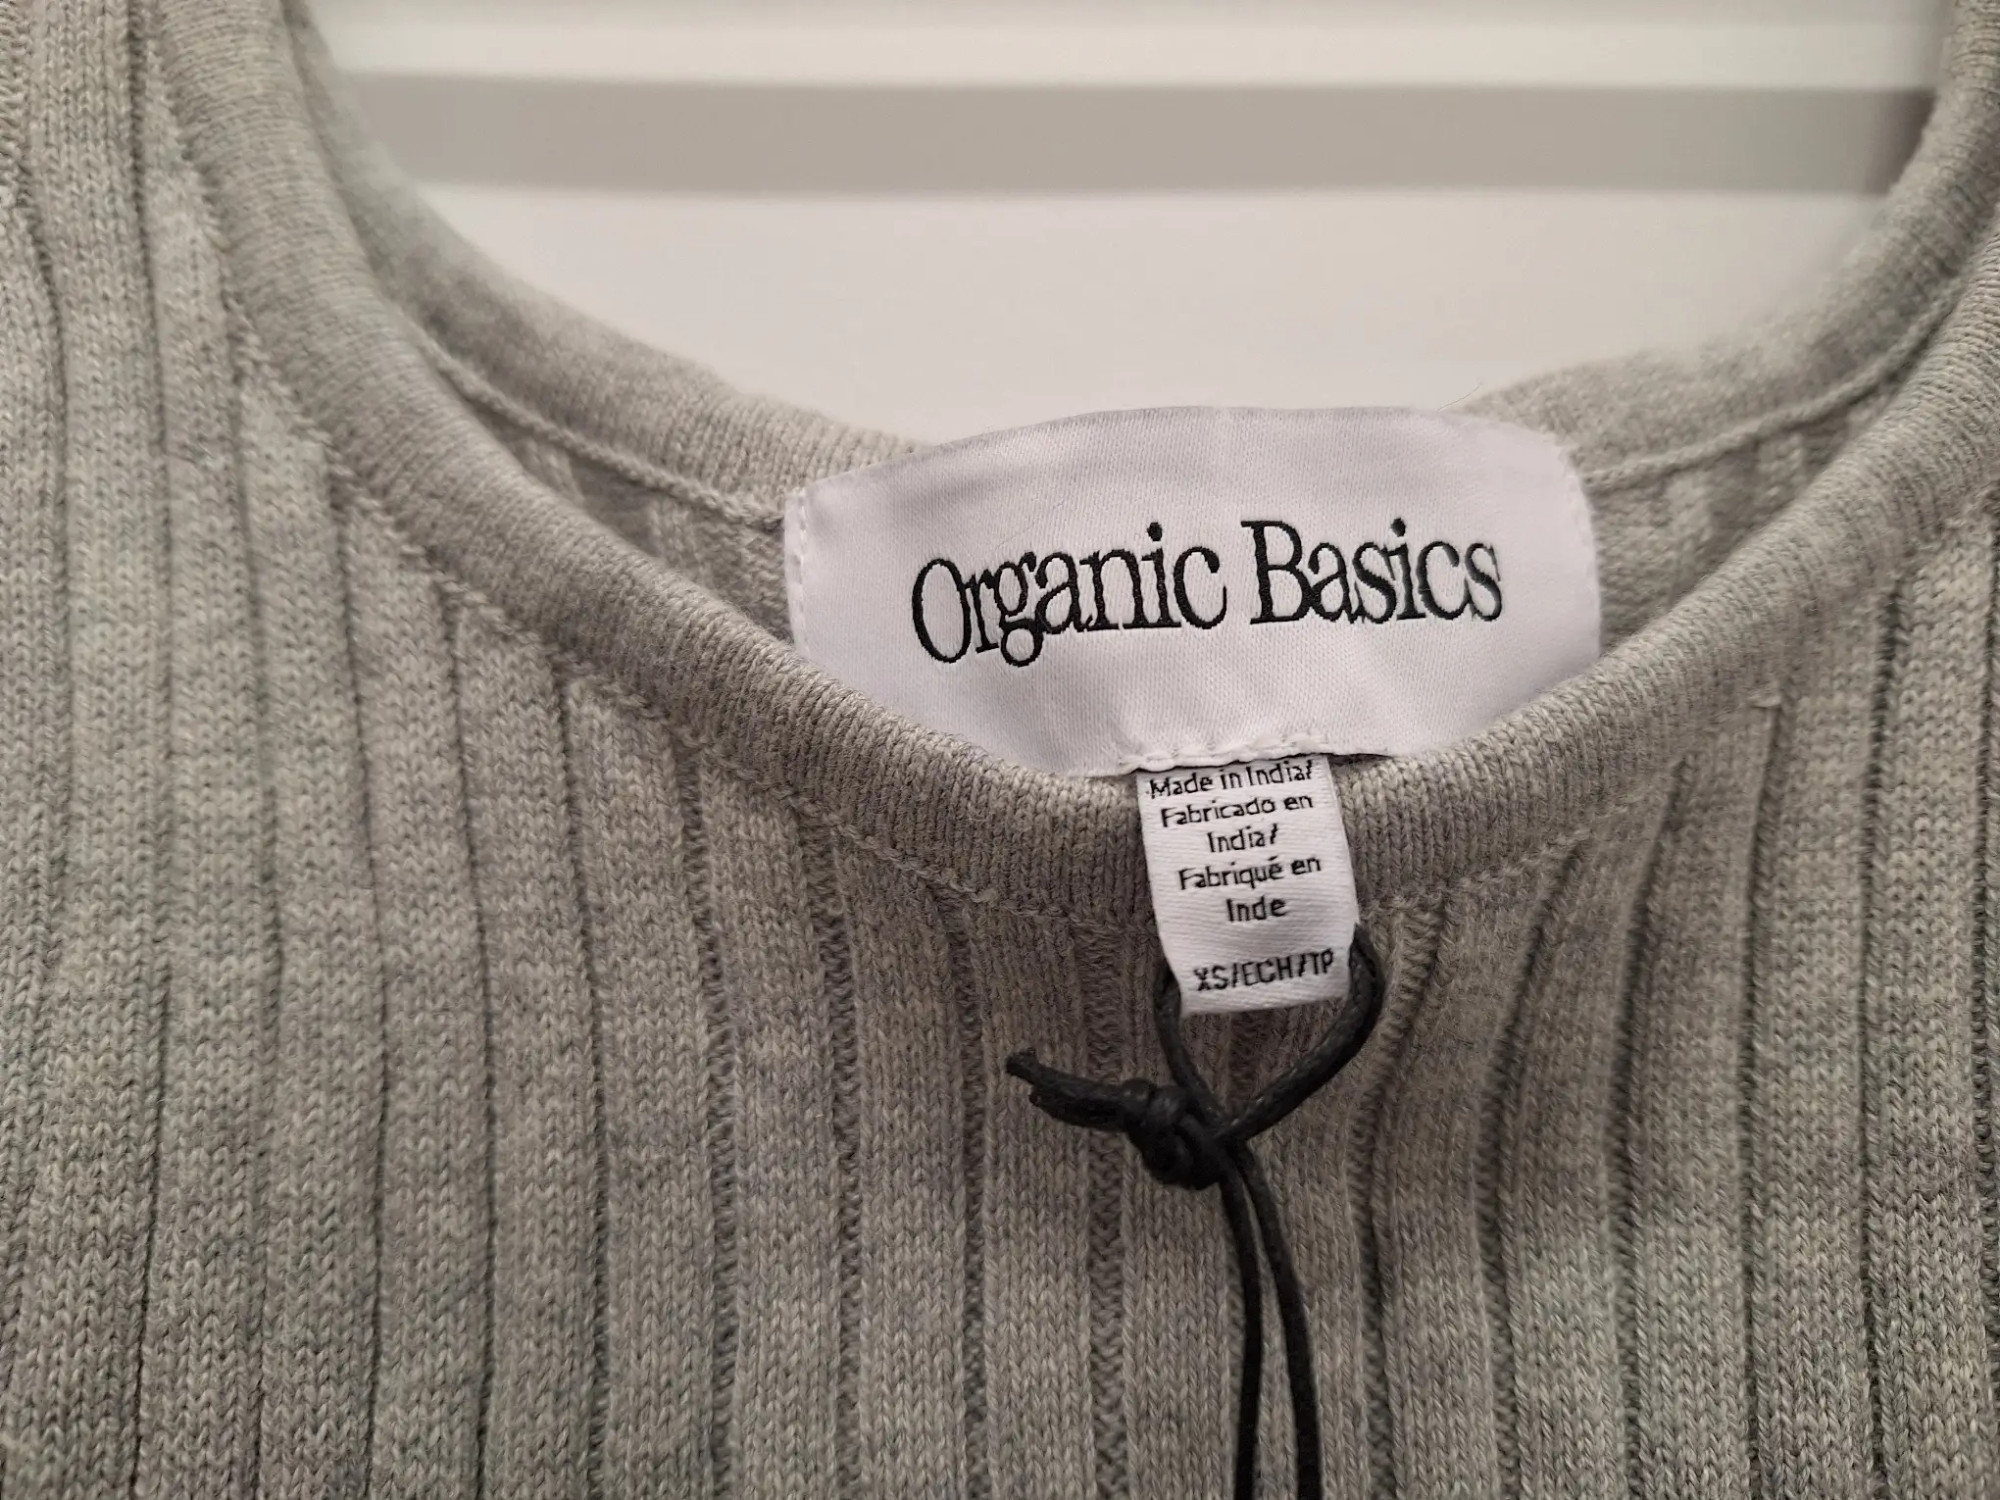 Organic Basics
Made in India/
Fabricado en
India/
Fabriqué en
Inde
XS/ECH/TP